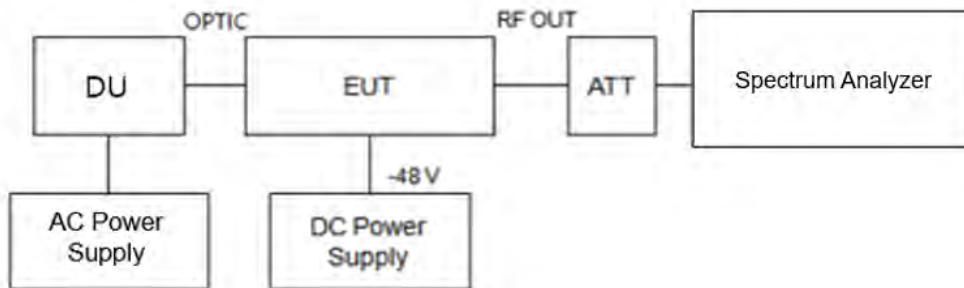 OPTIC
RF OUT
DU
EUT
ATT
Spectrum Analyzer
-48 V
AC Power
Supply
DC Power
Supply